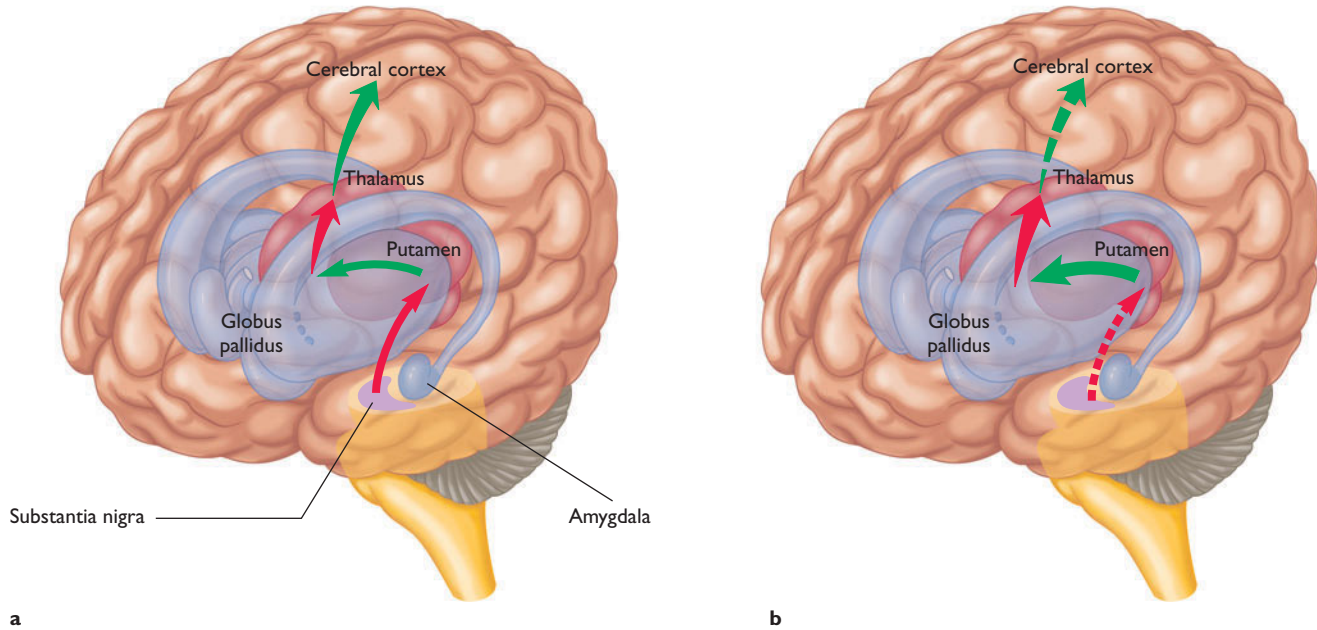 Cerebral cortex
Thalamus
Putamen
Globus
pallidus
Substantia nigra
Amygdala
a
Cerebral cortex
Thalamus
Putamen
Globus
pallidus
b